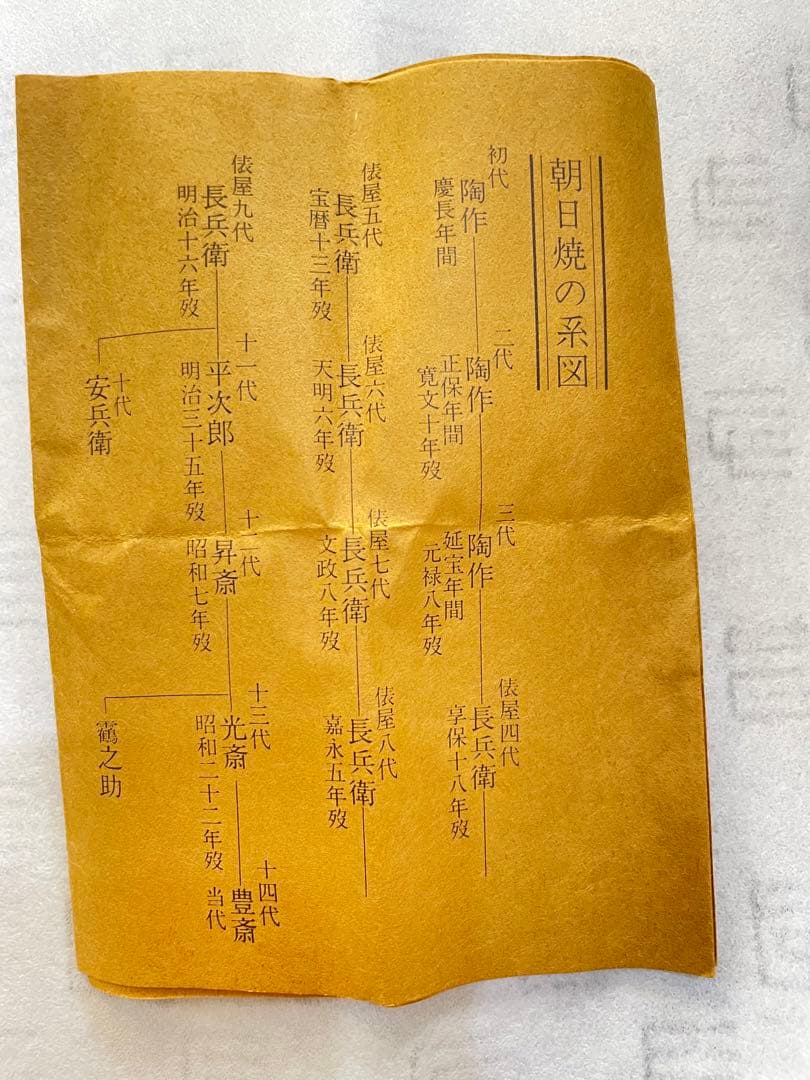 朝日焼の系図
初代
陶作
慶長年間
二代
陶作
正保年間
寛文十年歿
三代
陶作
延宝年間
元禄八年歿
俵屋四代
長兵衛
享保十八年歿
俵屋五代
長兵衛
宝暦十三年歿
俵屋六代
長兵衛
天明六年歿
俵屋七代
長兵衛
文政八年歿
俵屋八代
長兵衛
嘉永五年歿
俵屋九代
長兵衛
明治十六年歿
十代
安兵衛
十一代
平次郎
明治三十五年歿
十二代
昇斎
昭和七年歿
十三代
光斎
昭和二十二年歿
靍之助
十四代
豊斎
当代